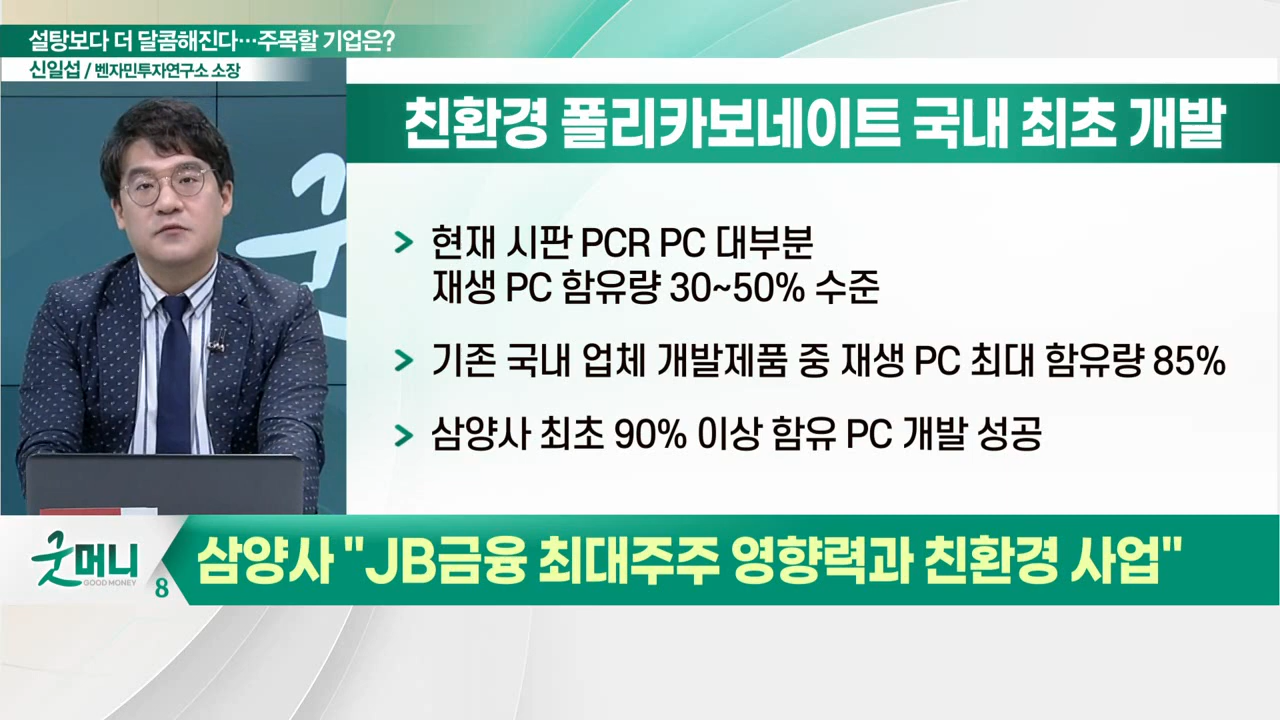 설탕보다 더 달콤해진다…주목할 기업은?
신일섭 / 벤자민투자연구소 소장
친환경 폴리카보네이트 국내 최초 개발
> 현재 시판 PCR PC 대부분
재생 PC 함유량 30~50% 수준
> 기존 국내 업체 개발제품 중 재생 PC 최대 함유량 85%
> 삼양사 최초 90% 이상 함유 PC 개발 성공
굿머니
GOOD MONEY
8
삼양사 "JB금융 최대주주 영향력과 친환경 사업"